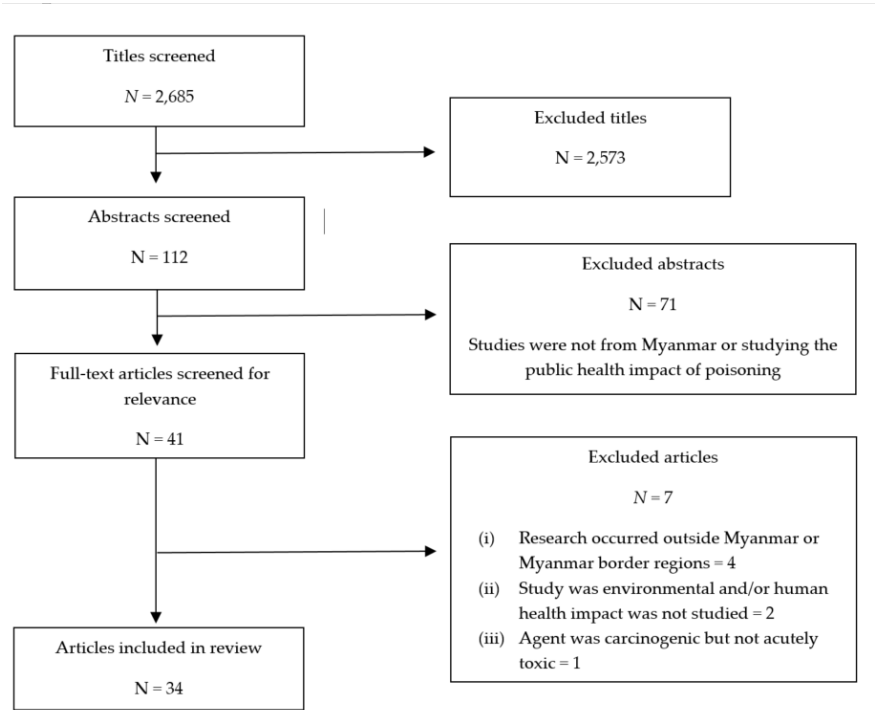 Titles screened
N = 2,685
Excluded titles
N = 2,573
Abstracts screened
N = 112
Excluded abstracts
N = 71
Studies were not from Myanmar or studying the
public health impact of poisoning
Full-text articles screened for
relevance
N = 41
Excluded articles
N = 7
(i) Research occurred outside Myanmar or
Myanmar border regions = 4
(ii) Study was environmental and/or human
health impact was not studied = 2
(iii) Agent was carcinogenic but not acutely
toxic = 1
Articles included in review
N = 34